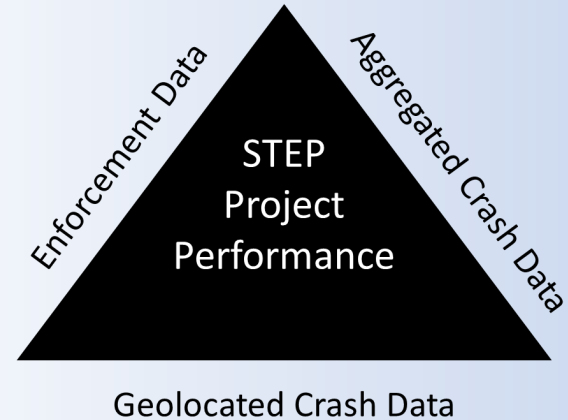 Enforcement Data
Aggregated Crash Data
STEP
Project
Performance
Geolocated Crash Data